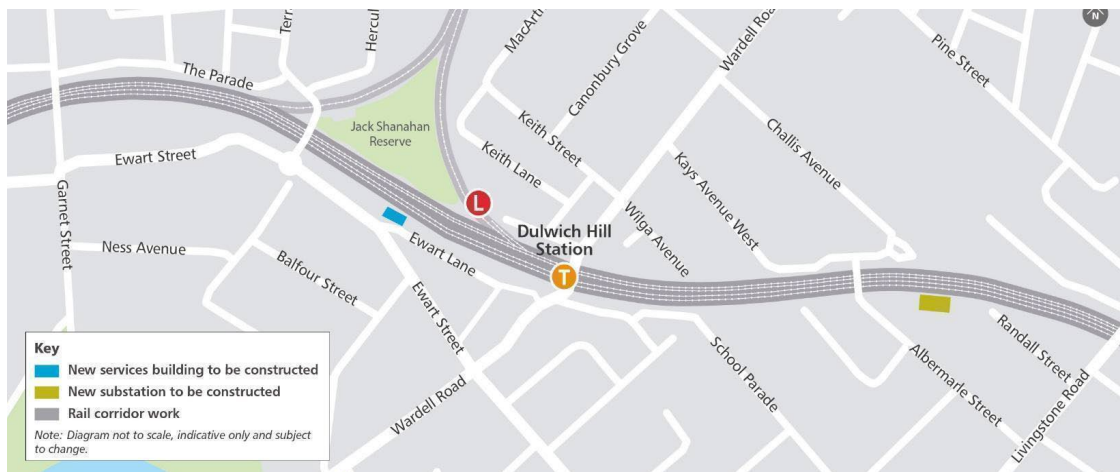 N
The Parade
Jack Shanahan
Reserve
Ewart Street
Garnet Street
Ness Avenue
Balfour Street
Ewart Lane
Ewart Street
Wardell Road
Keith Street
Keith Lane
Canonbury Grove
Wardell Road
L
Dulwich Hill
Station
T
Kays Avenue West
Wilga Avenue
Challis Avenue
Pine Street
School Parade
Albermarle Street
Randall Street
Livingstone Road
Key
New services building to be constructed
New substation to be constructed
Rail corridor work
Note: Diagram not to scale, indicative only and subject
to change.